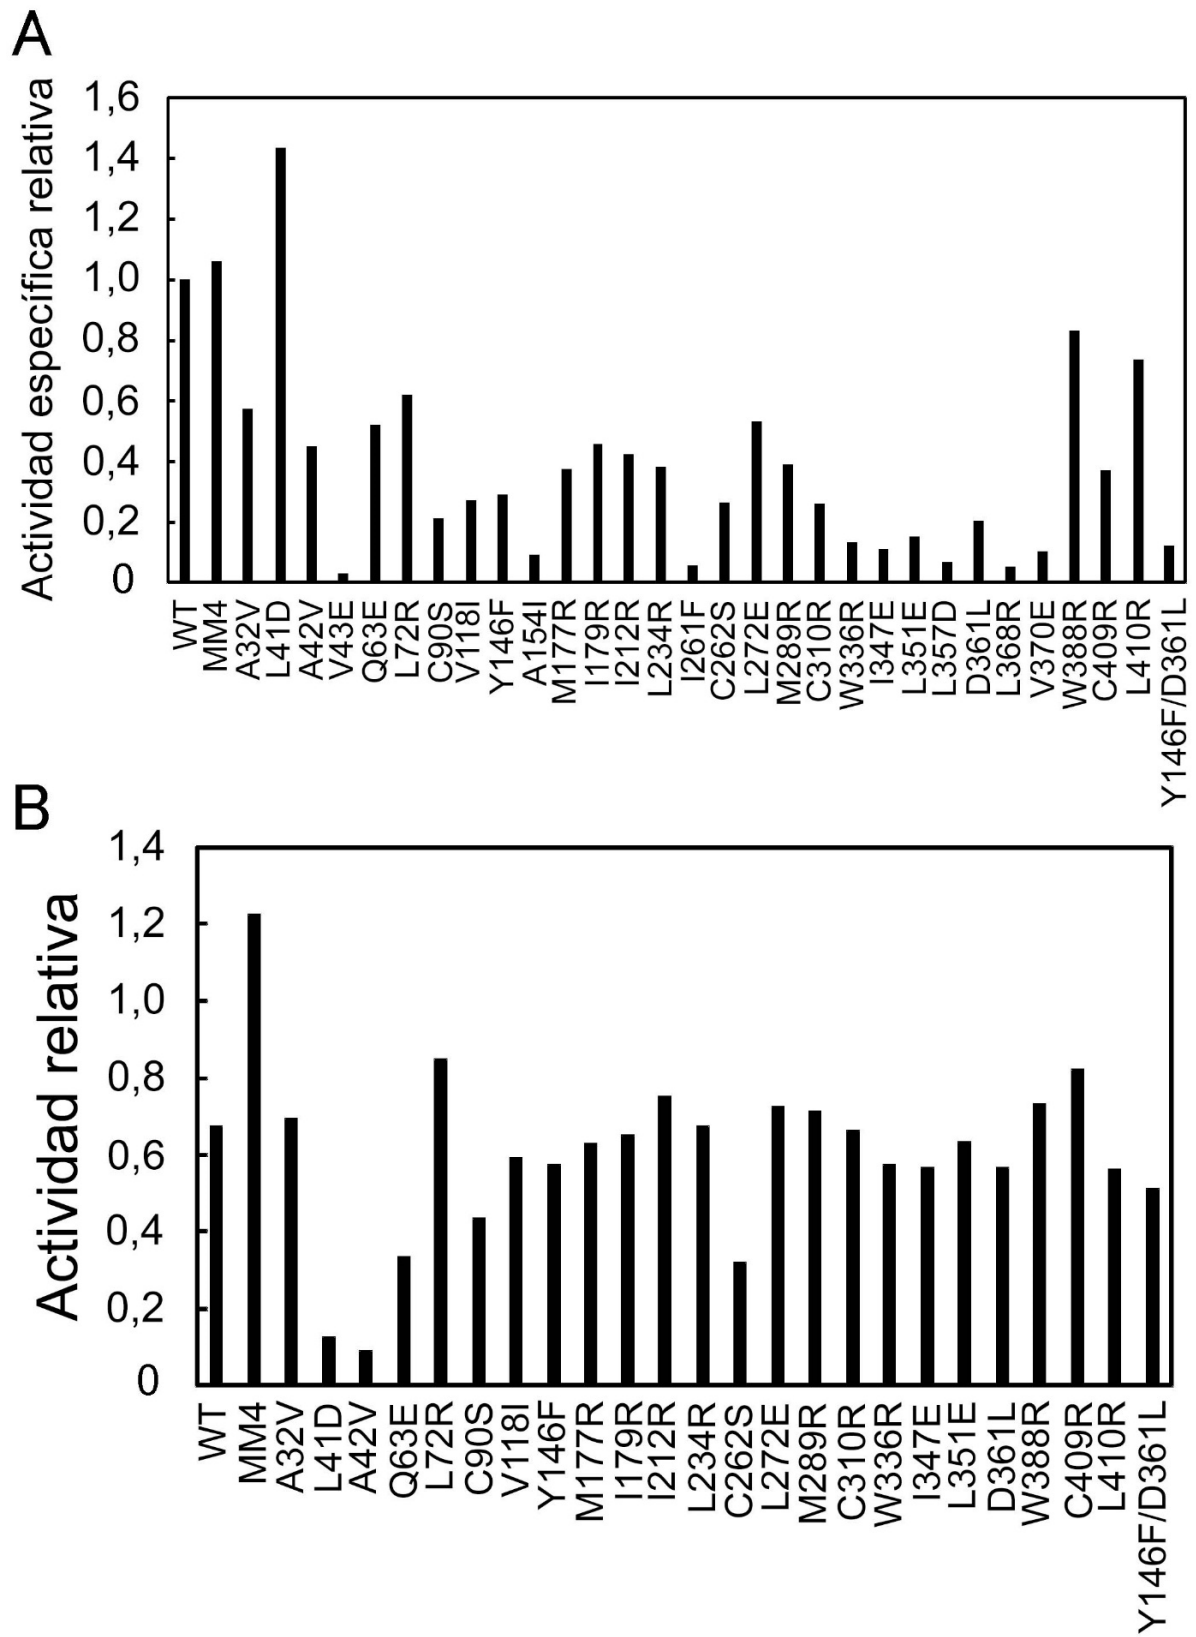 A
Actividad específica relativa
1,6
1,4
1,2
1,0
0,8
0,6
0,4
0,2
0
WT
MM4
A32V
L41D
A42V
V43E
Q63E
L72R
C90S
V118I
Y146F
A154I
M177R
I179R
I212R
L234R
I261F
C262S
L272E
M289R
C310R
W336R
I347E
L351E
L357D
D361L
L368R
V370E
W388R
C409R
L410R
Y146F/D361L
B
Actividad relativa
1,4
1,2
1,0
0,8
0,6
0,4
0,2
0
WT
MM4
A32V
L41D
A42V
Q63E
L72R
C90S
V118I
Y146F
M177R
I179R
I212R
L234R
C262S
L272E
M289R
C310R
W336R
I347E
L351E
D361L
W388R
C409R
L410R
Y146F/D361L